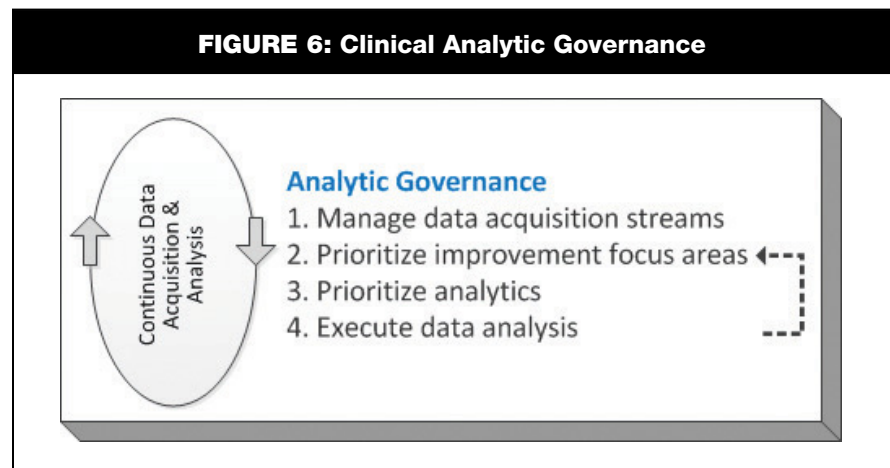 FIGURE 6: Clinical Analytic Governance
Continuous Data
Acquisition &
Analysis
Analytic Governance
1. Manage data acquisition streams
2. Prioritize improvement focus areas
3. Prioritize analytics
4. Execute data analysis